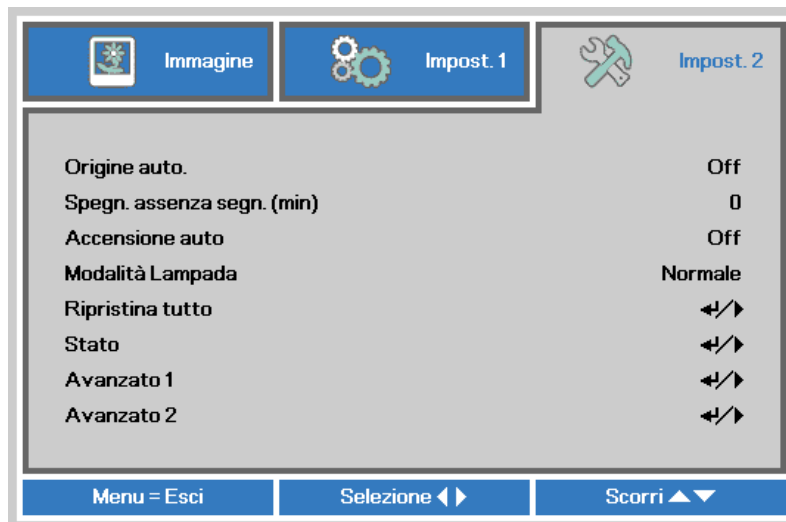 Immagine
Impost. 1
Impost. 2
Origine auto. Off
Spegn. assenza segn. (min) 0
Accensione auto Off
Modalità Lampada Normale
Ripristina tutto
Stato
Avanzato 1
Avanzato 2
Menu = Esci
Selezione
Scorri